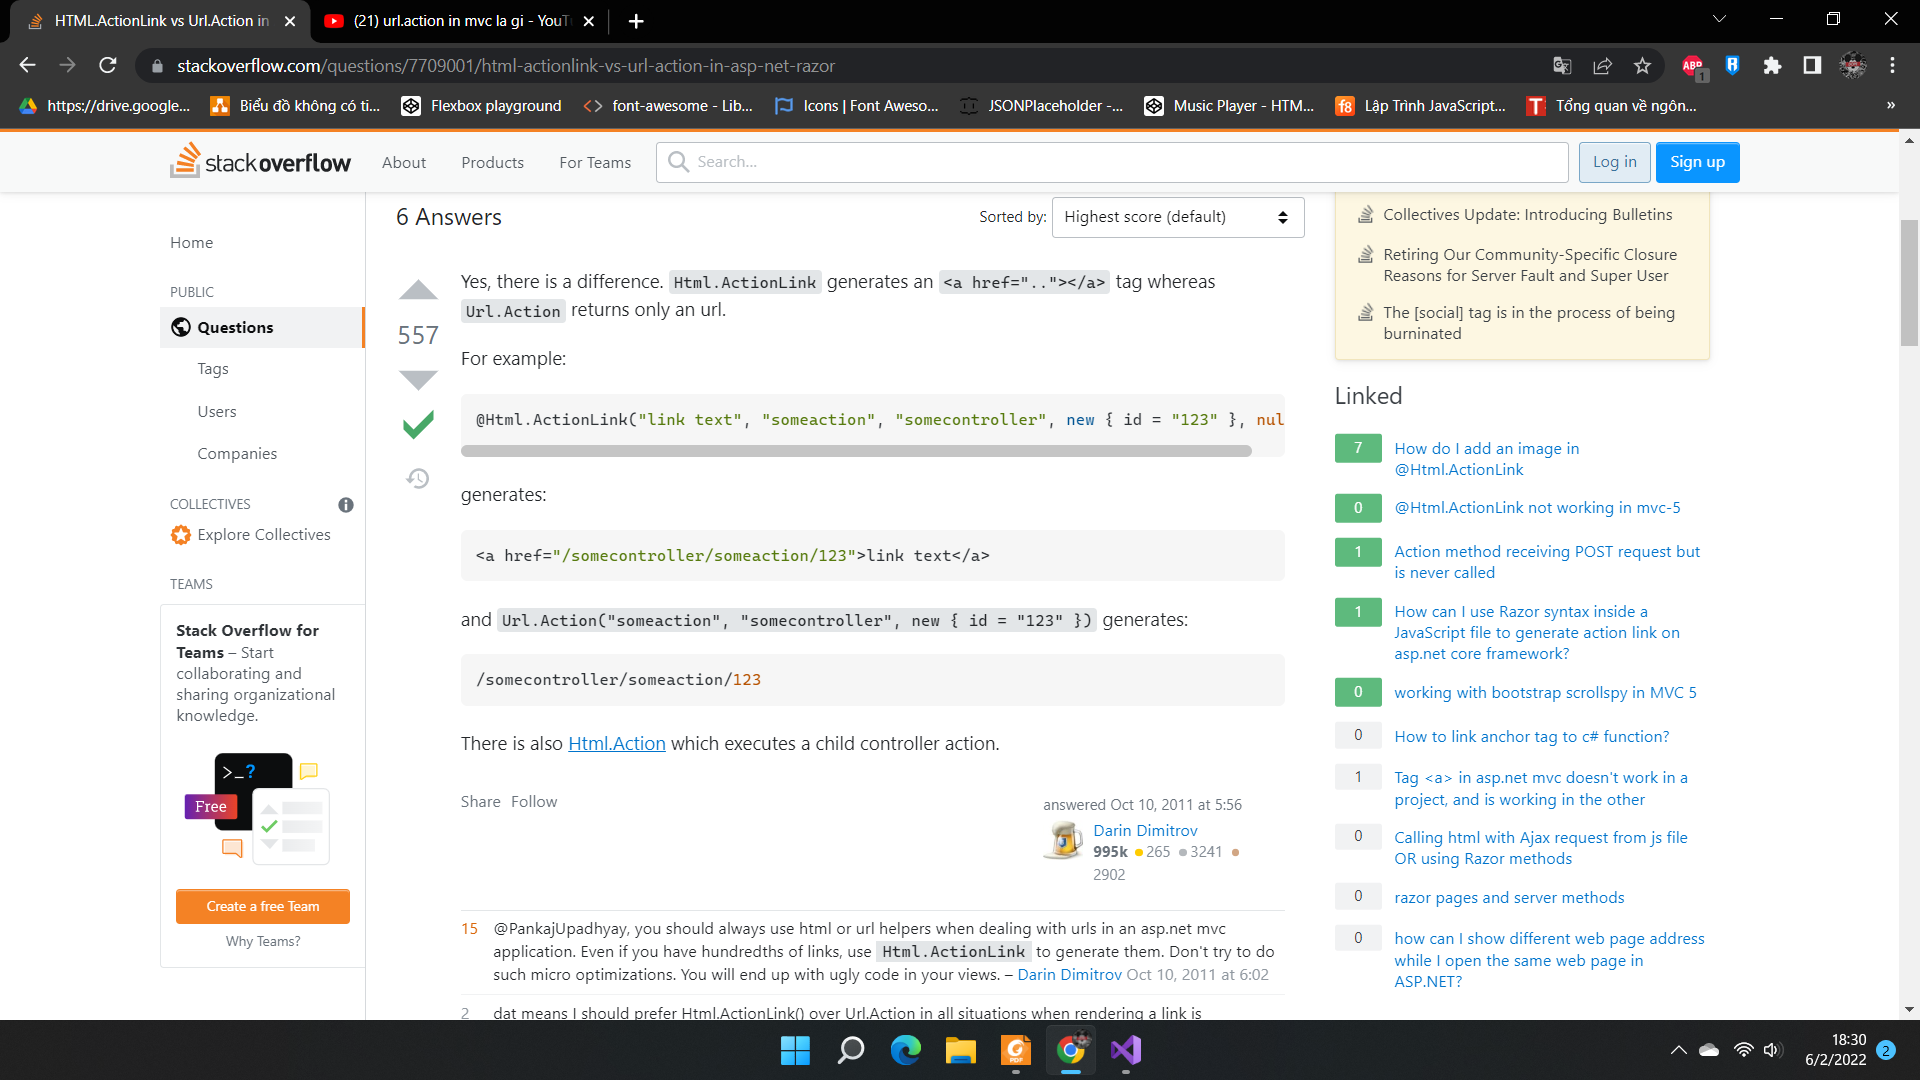 HTML.ActionLink vs Url.Action in
(21) url.action in mvc la gi - YouT
stackoverflow.com/questions/7709001/html-actionlink-vs-url-action-in-asp-net-razor
ABP
1
https://drive.google...
Biểu đồ không có ti...
Flexbox playground
font-awesome - Lib...
Icons | Font Aweso...
JSONPlaceholder -...
Music Player - HTM...
f8
Lập Trình JavaScript...
T
Tổng quan về ngôn...
»
stackoverflow
About
Products
For Teams
Search...
Log in
Sign up
Home
PUBLIC
Questions
Tags
Users
Companies
COLLECTIVES
Explore Collectives
TEAMS
Stack Overflow for
Teams – Start
collaborating and
sharing organizational
knowledge.
>_?
Free
Create a free Team
Why Teams?
6 Answers
Sorted by:
Highest score (default)
557
Yes, there is a difference. Html.ActionLink generates an <a href=".."></a> tag whereas
Url.Action returns only an url.
For example:
@Html.ActionLink("link text", "someaction", "somecontroller", new { id = "123" }, nul
generates:
<a href="/somecontroller/someaction/123">link text</a>
and Url.Action("someaction", "somecontroller", new { id = "123" }) generates:
/somecontroller/someaction/123
There is also Html.Action which executes a child controller action.
Share Follow
answered Oct 10, 2011 at 5:56
Darin Dimitrov
995k 265 3241
2902
15 @PankajUpadhyay, you should always use html or url helpers when dealing with urls in an asp.net mvc
application. Even if you have hundredths of links, use Html.ActionLink to generate them. Don't try to do
such micro optimizations. You will end up with ugly code in your views. – Darin Dimitrov Oct 10, 2011 at 6:02
2 dat means I should prefer Html.ActionLink() over Url.Action in all situations when rendering a link is
Collectives Update: Introducing Bulletins
Retiring Our Community-Specific Closure
Reasons for Server Fault and Super User
The [social] tag is in the process of being
burninated
Linked
7 How do I add an image in
@Html.ActionLink
0 @Html.ActionLink not working in mvc-5
1 Action method receiving POST request but
is never called
1 How can I use Razor syntax inside a
JavaScript file to generate action link on
asp.net core framework?
0 working with bootstrap scrollspy in MVC 5
0 How to link anchor tag to c# function?
1 Tag <a> in asp.net mvc doesn't work in a
project, and is working in the other
0 Calling html with Ajax request from js file
OR using Razor methods
0 razor pages and server methods
0 how can I show different web page address
while I open the same web page in
ASP.NET?
PDF
18:30
6/2/2022
2